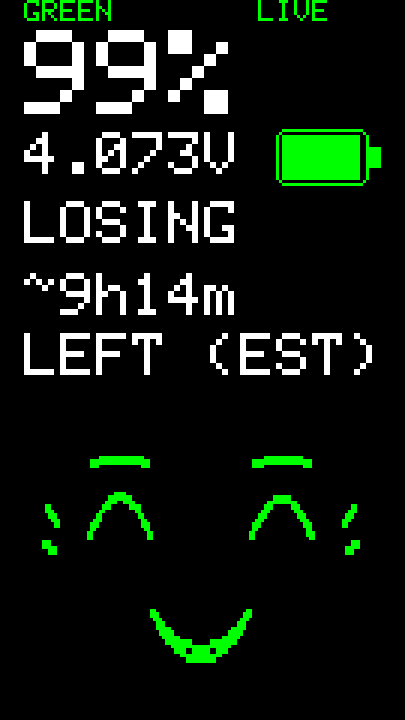 GREEN LIVE
99%
4.073V
LOSING
~9h14m
LEFT (EST)